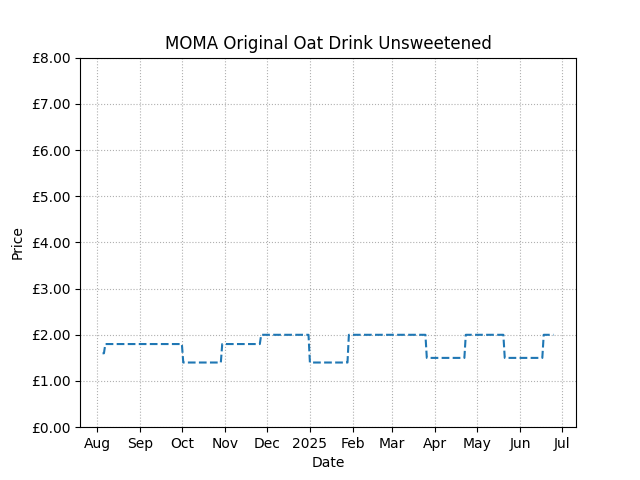 MOMA Original Oat Drink Unsweetened
£8.00
£7.00
£6.00
£5.00
£4.00
£3.00
£2.00
£1.00
£0.00
Price
Aug Sep Oct Nov Dec 2025 Feb Mar Apr May Jun Jul
Date